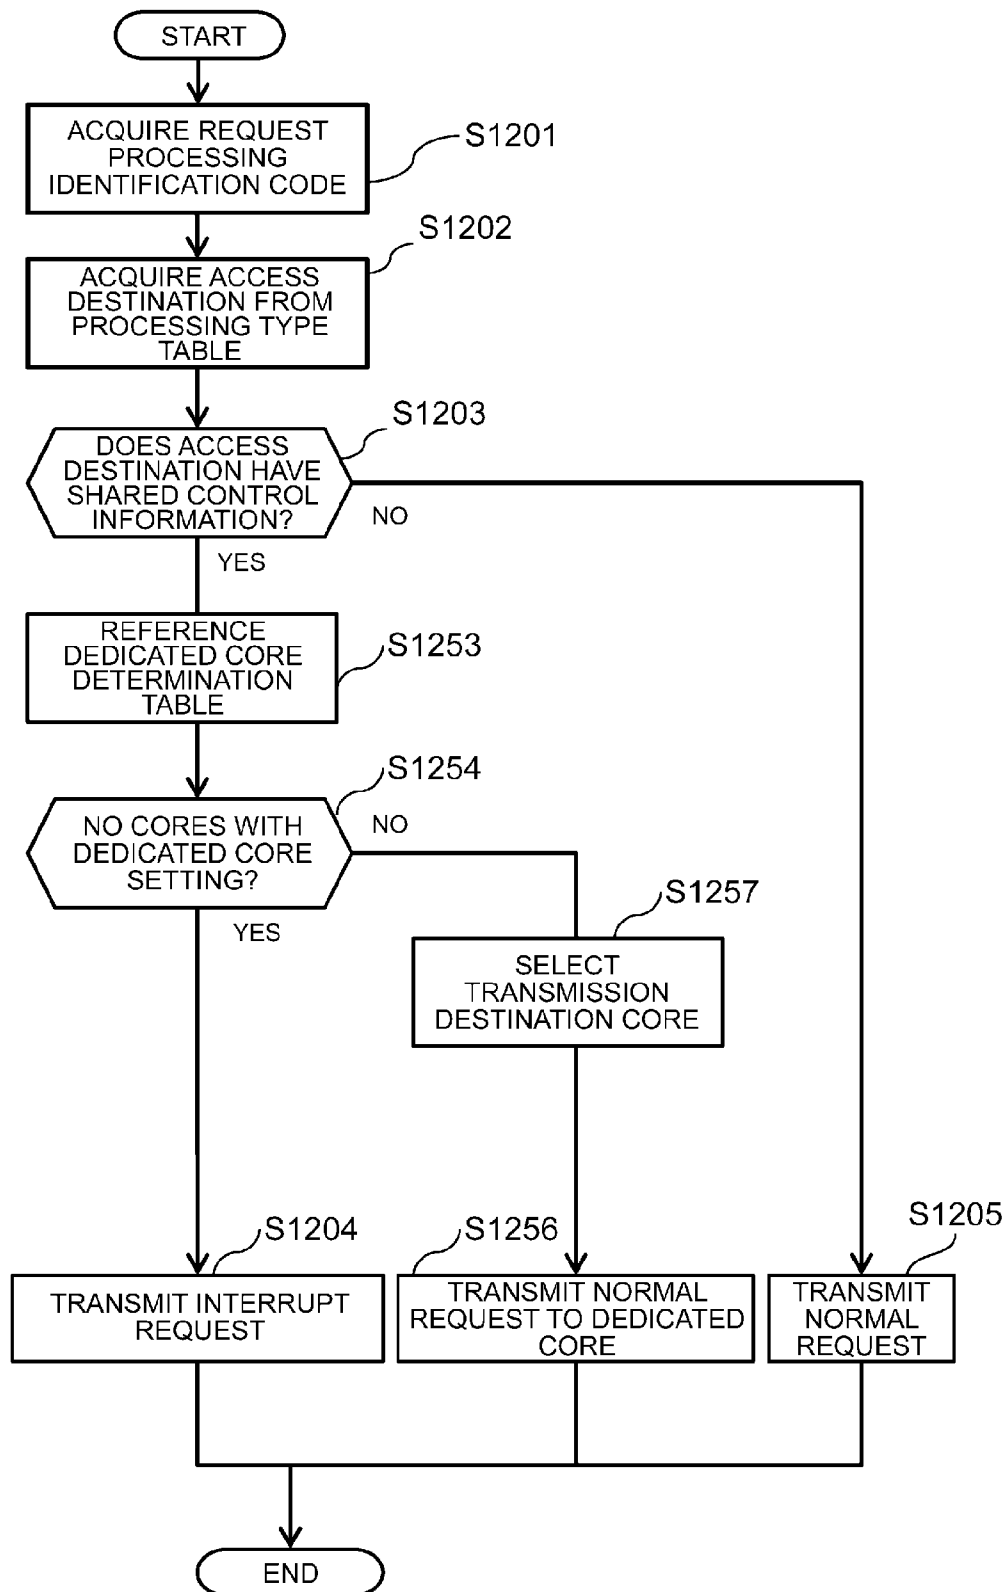 START
ACQUIRE REQUEST
PROCESSING
IDENTIFICATION CODE
S1201
S1202
ACQUIRE ACCESS
DESTINATION FROM
PROCESSING TYPE
TABLE
S1203
DOES ACCESS
DESTINATION HAVE
SHARED CONTROL
INFORMATION?
NO
YES
REFERENCE
DEDICATED CORE
DETERMINATION
TABLE
S1253
S1254
NO CORES WITH
DEDICATED CORE
SETTING?
NO
YES
S1257
SELECT
TRANSMISSION
DESTINATION CORE
S1204
TRANSMIT INTERRUPT
REQUEST
S1256
TRANSMIT NORMAL
REQUEST TO DEDICATED
CORE
S1205
TRANSMIT
NORMAL
REQUEST
END